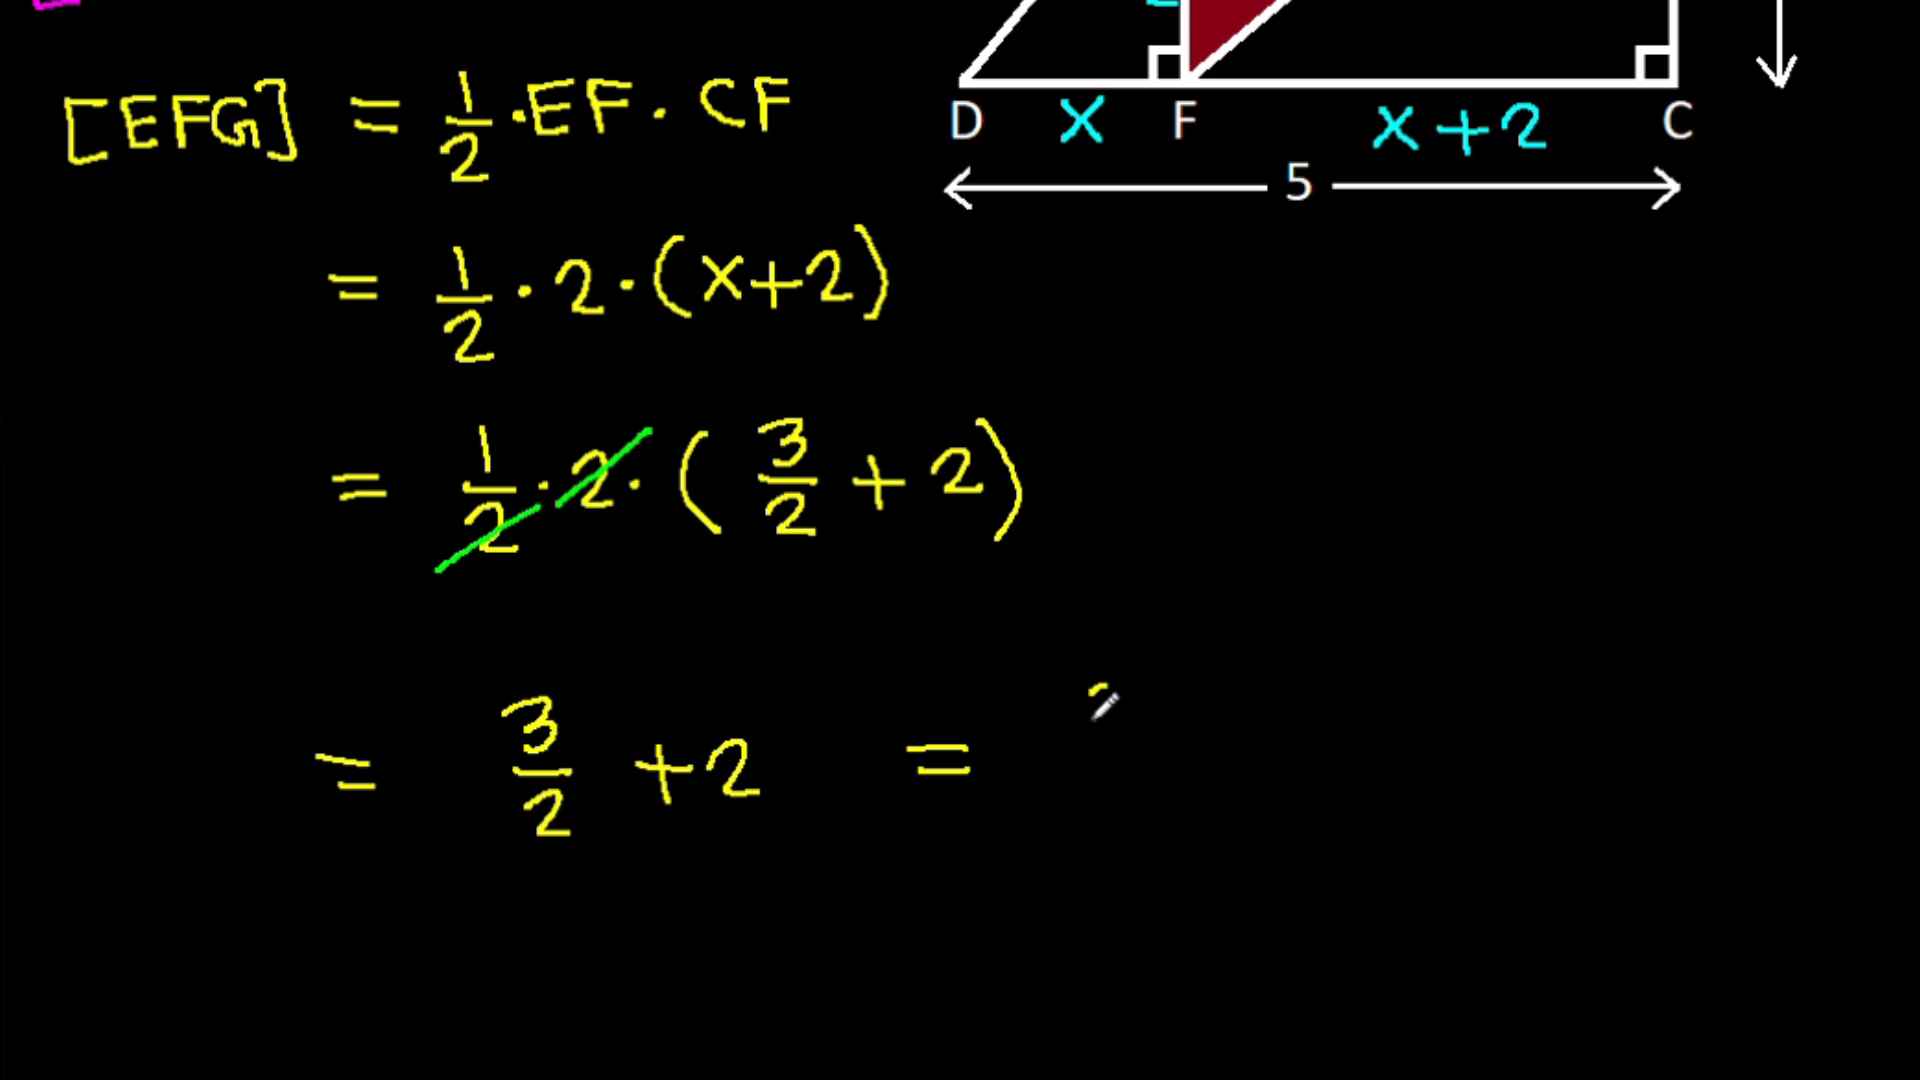 [EFG] = 1/2 · EF · CF
D x F x+2 C
5
= 1/2 · 2 · (x+2)
= 1/2 · 2 · (3/2 + 2)
= 3/2 + 2 =